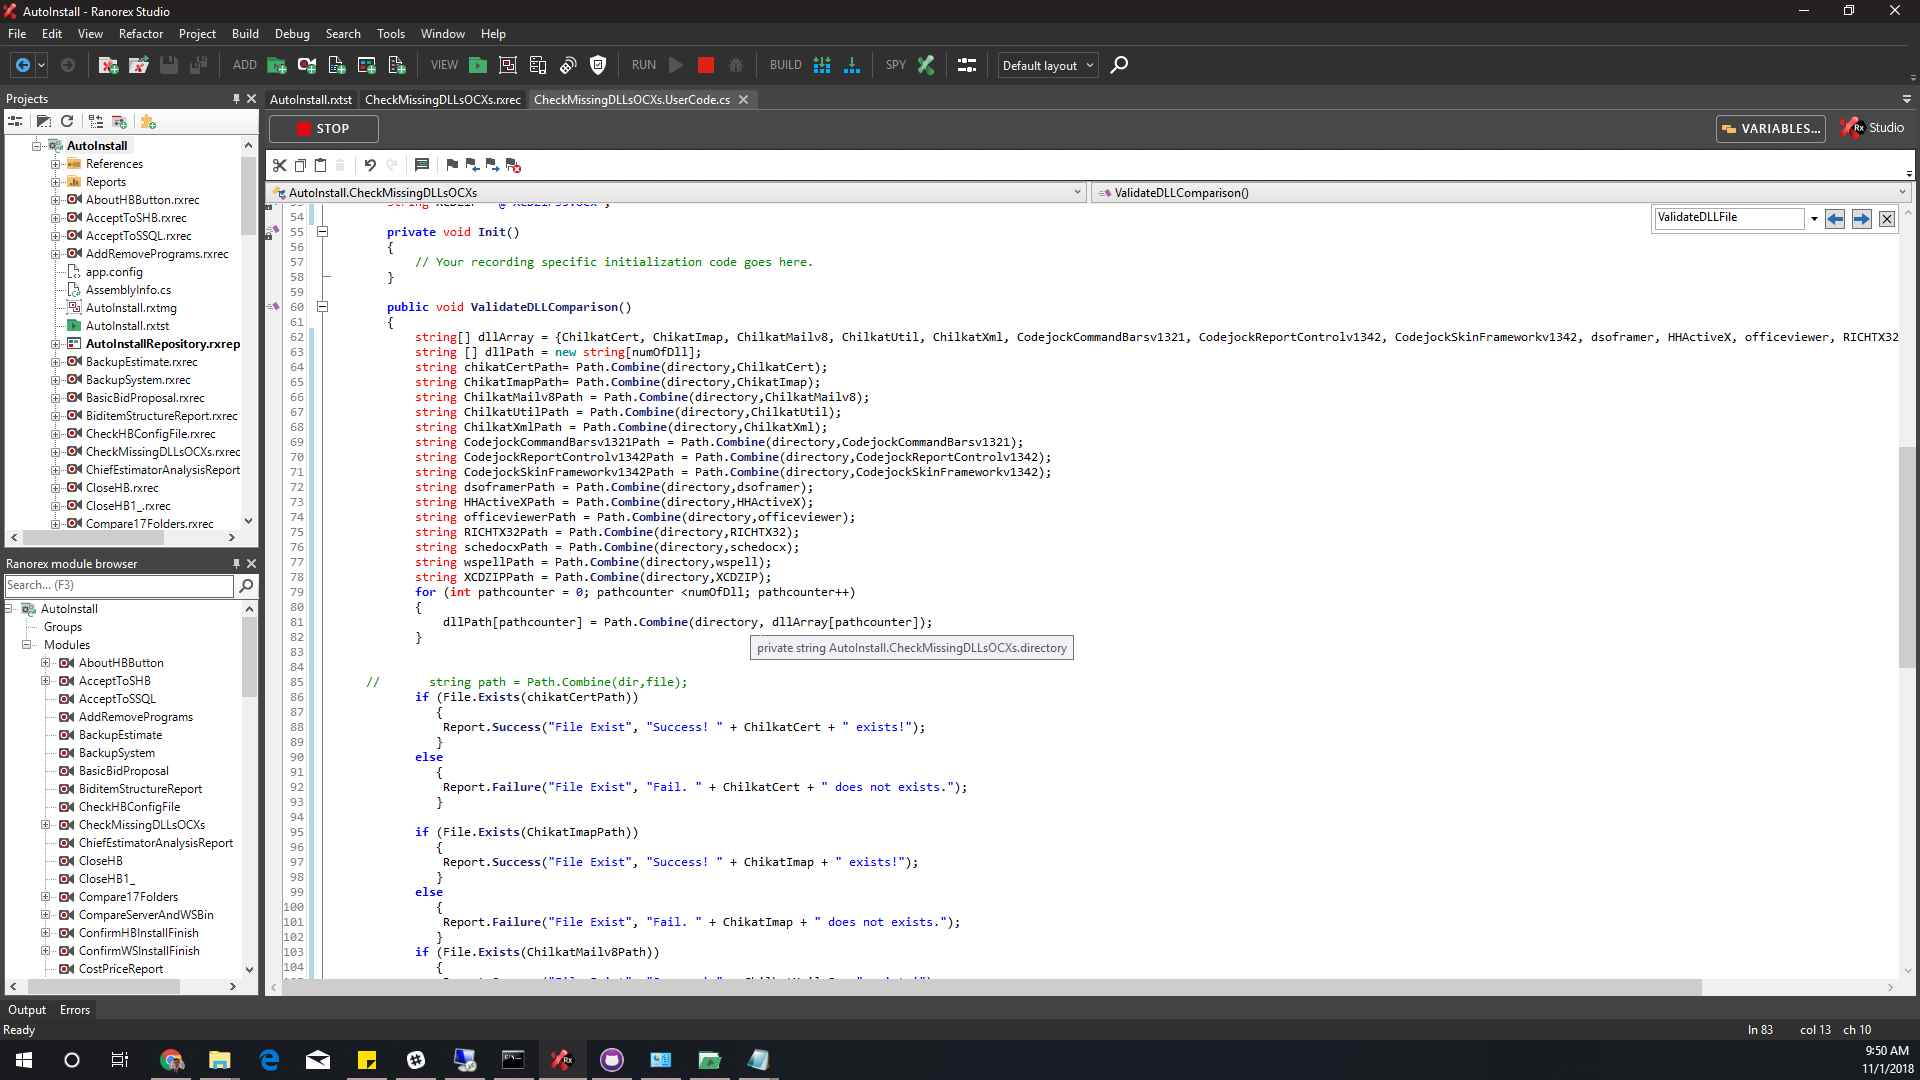 AutoInstall - Ranorex Studio
File Edit View Refactor Project Build Debug Search Tools Window Help
ADD VIEW RUN BUILD SPY Default layout
Projects
AutoInstall.rxtst CheckMissingDLLsOCXs.rxrec CheckMissingDLLsOCXs.UserCode.cs
STOP
VARIABLES...
Rx Studio
AutoInstall.CheckMissingDLLsOCXs
ValidateDLLComparison()
ValidateDLLFile
AutoInstall
References
Reports
AboutHBButton.rxrec
AcceptToSHB.rxrec
AcceptToSSQL.rxrec
AddRemovePrograms.rxrec
app.config
AssemblyInfo.cs
AutoInstall.rxtmg
AutoInstall.rxtst
AutoInstallRepository.rxrep
BackupEstimate.rxrec
BackupSystem.rxrec
BasicBidProposal.rxrec
BiditemStructureReport.rxrec
CheckHBConfigFile.rxrec
CheckMissingDLLsOCXs.rxrec
ChiefEstimatorAnalysisReport
CloseHB.rxrec
CloseHB1_.rxrec
Compare17Folders.rxrec
Ranorex module browser
Search... (F3)
AutoInstall
Groups
Modules
AboutHBButton
AcceptToSHB
AcceptToSSQL
AddRemovePrograms
BackupEstimate
BackupSystem
BasicBidProposal
BiditemStructureReport
CheckHBConfigFile
CheckMissingDLLsOCXs
ChiefEstimatorAnalysisReport
CloseHB
CloseHB1_
Compare17Folders
CompareServerAndWSBin
ConfirmHBInstallFinish
ConfirmWSInstallFinish
CostPriceReport
54
55 private void Init()
56 {
57 // Your recording specific initialization code goes here.
58 }
59
60 public void ValidateDLLComparison()
61 {
62 string[] dllArray = {ChilkatCert, ChikatImap, ChilkatMailv8, ChilkatUtil, ChilkatXml, CodejockCommandBarsv1321, CodejockReportControlv1342, CodejockSkinFrameworkv1342, dsoframer, HHActiveX, officeviewer, RICHTX32
63 string [] dllPath = new string[numOfDll];
64 string chikatCertPath= Path.Combine(directory,ChilkatCert);
65 string ChikatImapPath= Path.Combine(directory,ChikatImap);
66 string ChilkatMailv8Path = Path.Combine(directory,ChilkatMailv8);
67 string ChilkatUtilPath = Path.Combine(directory,ChilkatUtil);
68 string ChilkatXmlPath = Path.Combine(directory,ChilkatXml);
69 string CodejockCommandBarsv1321Path = Path.Combine(directory,CodejockCommandBarsv1321);
70 string CodejockReportControlv1342Path = Path.Combine(directory,CodejockReportControlv1342);
71 string CodejockSkinFrameworkv1342Path = Path.Combine(directory,CodejockSkinFrameworkv1342);
72 string dsoframerPath = Path.Combine(directory,dsoframer);
73 string HHActiveXPath = Path.Combine(directory,HHActiveX);
74 string officeviewerPath = Path.Combine(directory,officeviewer);
75 string RICHTX32Path = Path.Combine(directory,RICHTX32);
76 string schedocxPath = Path.Combine(directory,schedocx);
77 string wspellPath = Path.Combine(directory,wspell);
78 string XCDZIPPath = Path.Combine(directory,XCDZIP);
79 for (int pathcounter = 0; pathcounter <numOfDll; pathcounter++)
80 {
81 dllPath[pathcounter] = Path.Combine(directory, dllArray[pathcounter]);
82 }
private string AutoInstall.CheckMissingDLLsOCXs.directory
83
84
85 // string path = Path.Combine(dir,file);
86 if (File.Exists(chikatCertPath))
87 {
88 Report.Success("File Exist", "Success! " + ChilkatCert + " exists!");
89 }
90 else
91 {
92 Report.Failure("File Exist", "Fail. " + ChilkatCert + " does not exists.");
93 }
94
95 if (File.Exists(ChikatImapPath))
96 {
97 Report.Success("File Exist", "Success! " + ChikatImap + " exists!");
98 }
99 else
100 {
101 Report.Failure("File Exist", "Fail. " + ChikatImap + " does not exists.");
102 }
103 if (File.Exists(ChilkatMailv8Path))
104 {
Output Errors
Ready
ln 83 col 13 ch 10
9:50 AM
11/1/2018